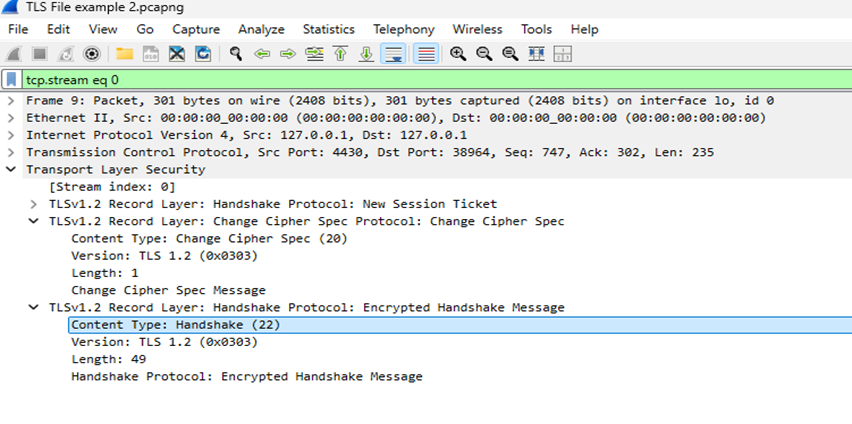 TLS File example 2.pcapng
File Edit View Go Capture Analyze Statistics Telephony Wireless Tools Help
tcp.stream eq 0
Frame 9: Packet, 301 bytes on wire (2408 bits), 301 bytes captured (2408 bits) on interface lo, id 0
Ethernet II, Src: 00:00:00_00:00:00 (00:00:00:00:00:00), Dst: 00:00:00_00:00:00 (00:00:00:00:00:00)
Internet Protocol Version 4, Src: 127.0.0.1, Dst: 127.0.0.1
Transmission Control Protocol, Src Port: 4430, Dst Port: 38964, Seq: 747, Ack: 302, Len: 235
Transport Layer Security
[Stream index: 0]
TLSv1.2 Record Layer: Handshake Protocol: New Session Ticket
TLSv1.2 Record Layer: Change Cipher Spec Protocol: Change Cipher Spec
Content Type: Change Cipher Spec (20)
Version: TLS 1.2 (0x0303)
Length: 1
Change Cipher Spec Message
TLSv1.2 Record Layer: Handshake Protocol: Encrypted Handshake Message
Content Type: Handshake (22)
Version: TLS 1.2 (0x0303)
Length: 49
Handshake Protocol: Encrypted Handshake Message